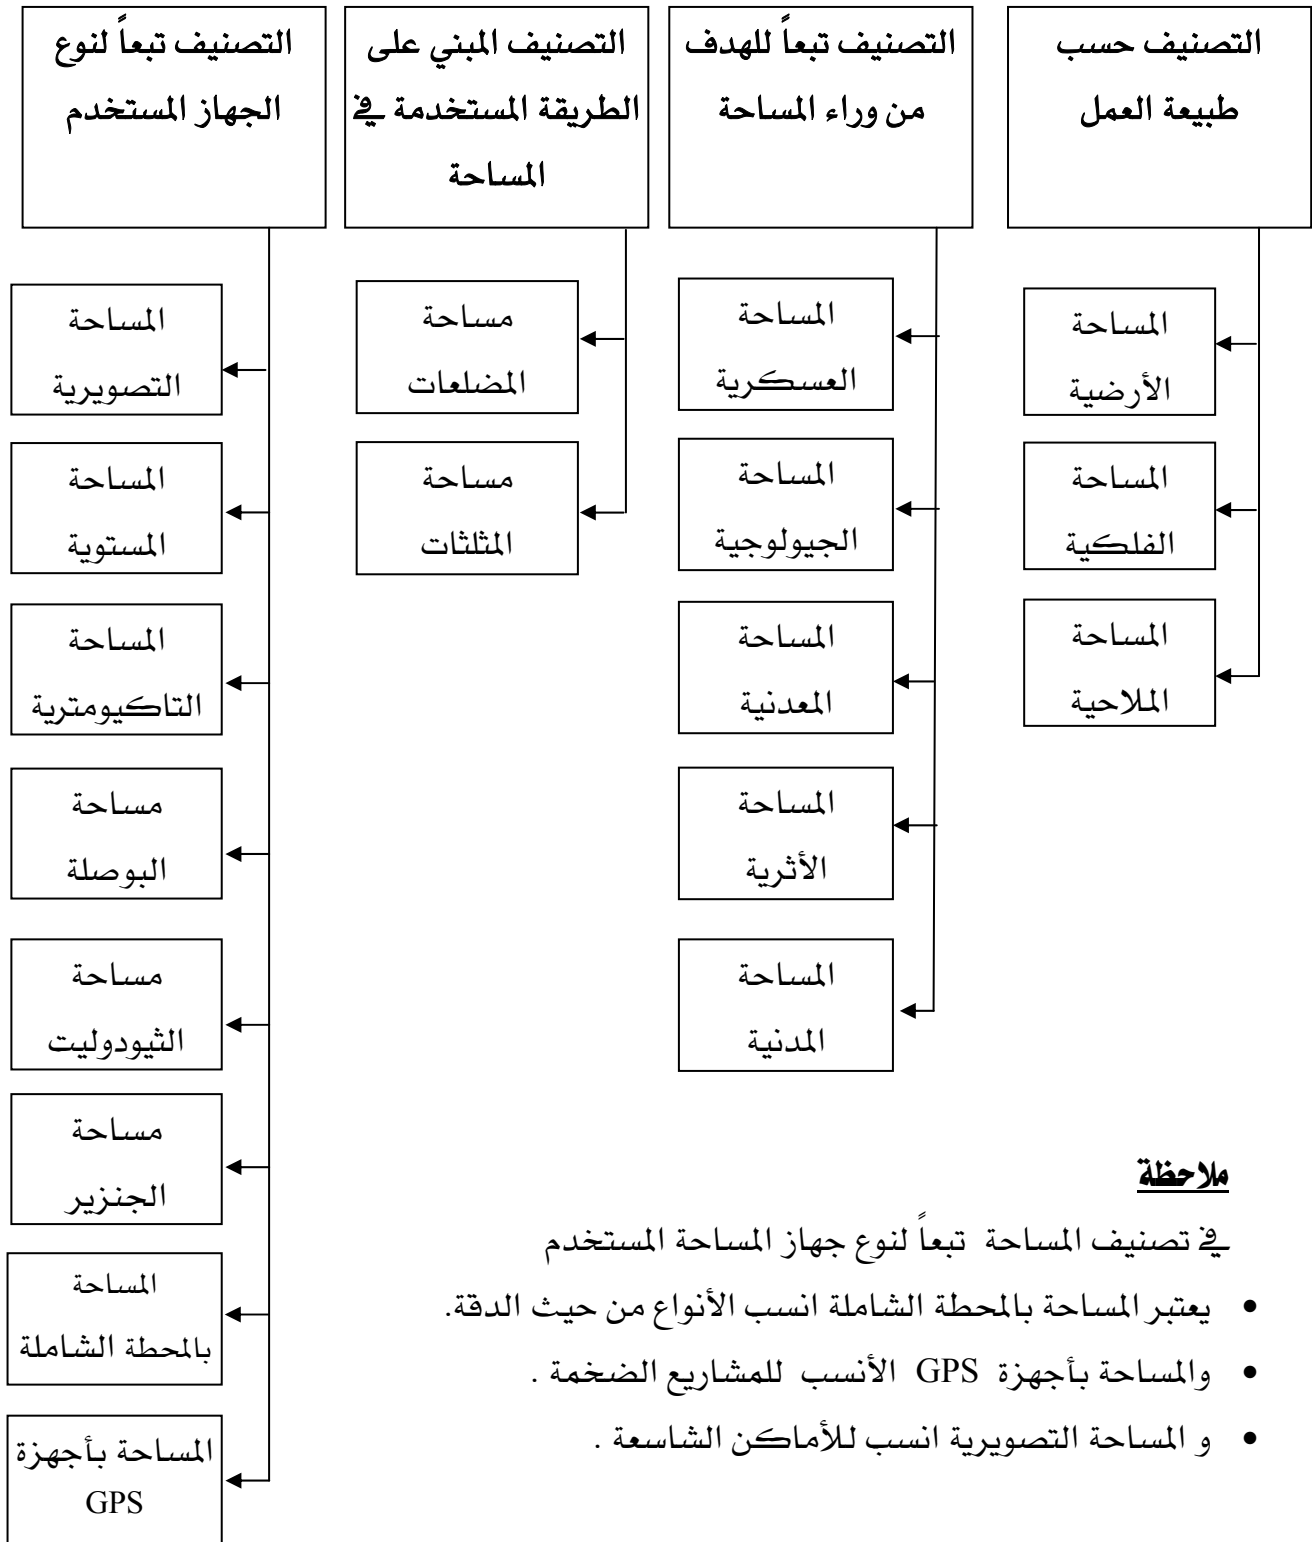 التصنيف حسب
طبيعة العمل
المساحة
الأرضية
المساحة
الفلكية
المساحة
الملاحية
التصنيف تبعاً للهدف
من وراء المساحة
المساحة
العسكرية
المساحة
الجيولوجية
المساحة
المعدنية
المساحة
الأثرية
المساحة
المدنية
التصنيف المبني على
الطريقة المستخدمة في
المساحة
مساحة
المضلعات
مساحة
المثلثات
التصنيف تبعاً لنوع
الجهاز المستخدم
المساحة
التصويرية
المساحة
المستوية
المساحة
التاكيومترية
مساحة
البوصلة
مساحة
الثيودوليت
مساحة
الجنزير
المساحة
بالمحطة الشاملة
المساحة بأجهزة
GPS
ملاحظة
في تصنيف المساحة تبعاً لنوع جهاز المساحة المستخدم
• يعتبر المساحة بالمحطة الشاملة انسب الأنواع من حيث الدقة.
• والمساحة بأجهزة GPS الأنسب للمشاريع الضخمة .
• و المساحة التصويرية انسب للأماكن الشاسعة .